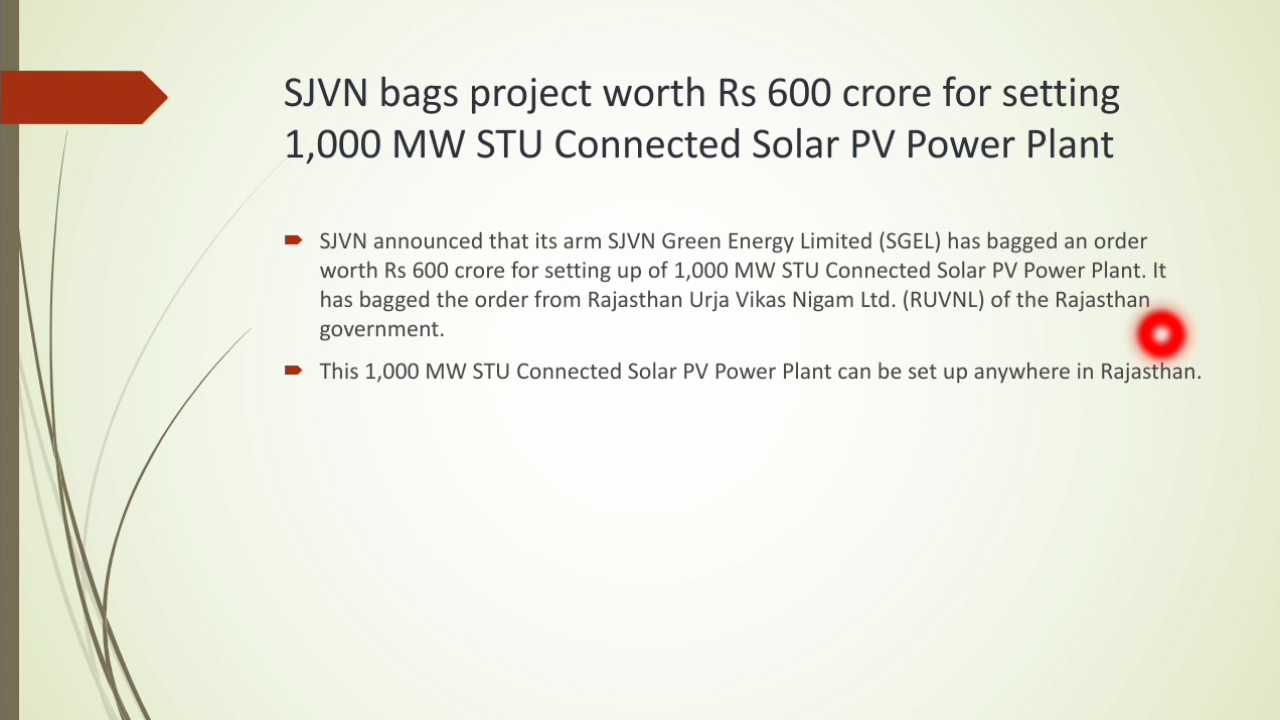 SJVN bags project worth Rs 600 crore for setting
1,000 MW STU Connected Solar PV Power Plant
SJVN announced that its arm SJVN Green Energy Limited (SGEL) has bagged an order
worth Rs 600 crore for setting up of 1,000 MW STU Connected Solar PV Power Plant. It
has bagged the order from Rajasthan Urja Vikas Nigam Ltd. (RUVNL) of the Rajasthan
government.
This 1,000 MW STU Connected Solar PV Power Plant can be set up anywhere in Rajasthan.